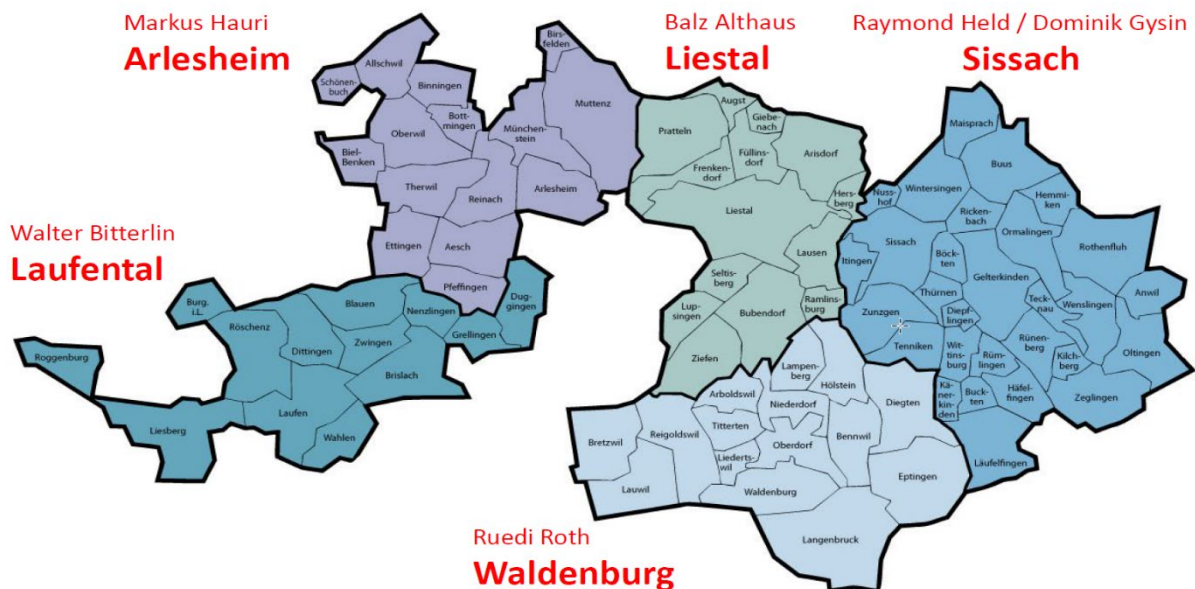 Markus Hauri
Arlesheim
Balz Althaus
Liestal
Raymond Held / Dominik Gysin
Sissach
Walter Bitterlin
Laufental
Ruedi Roth
Waldenburg
Schönen-
buch
Allschwil
Binningen
Birs-
felden
Muttenz
Bott-
mingen
Oberwil
München-
stein
Biel-
Benken
Therwil
Reinach
Arlesheim
Ettingen
Aesch
Pfeffingen
Dug-
gingen
Burg.
i.L.
Blauen
Nenzlingen
Röschenz
Grellingen
Roggenburg
Dittingen
Zwingen
Brislach
Liesberg
Laufen
Wahlen
Augst
Pratteln
Giebe-
nach
Füllins-
dorf
Arisdorf
Frenken-
dorf
Hers-
berg
Liestal
Lausen
Seltis-
berg
Lup-
singen
Bubendorf
Ramlins-
burg
Ziefen
Maisprach
Buus
Nuss-
hof
Wintersingen
Hemmi-
ken
Ricken-
bach
Ormalingen
Rothenfluh
Sissach
Itingen
Böck-
ten
Gelterkinden
Anwil
Thürnen
Teck-
nau
Wenslingen
Zunzgen
Diepf-
lingen
Tenniken
Wit-
tins-
burg
Rüm-
lingen
Rünen-
berg
Kilch-
berg
Oltingen
Kä-
ner-
kin-
den
Buck-
ten
Häfel-
fingen
Zeglingen
Läufelfingen
Lampen-
berg
Hölstein
Arboldswil
Niederdorf
Diegten
Bretzwil
Reigoldswil
Titterten
Oberdorf
Bennwil
Liederts-
wil
Lauwil
Waldenburg
Eptingen
Langenbruck